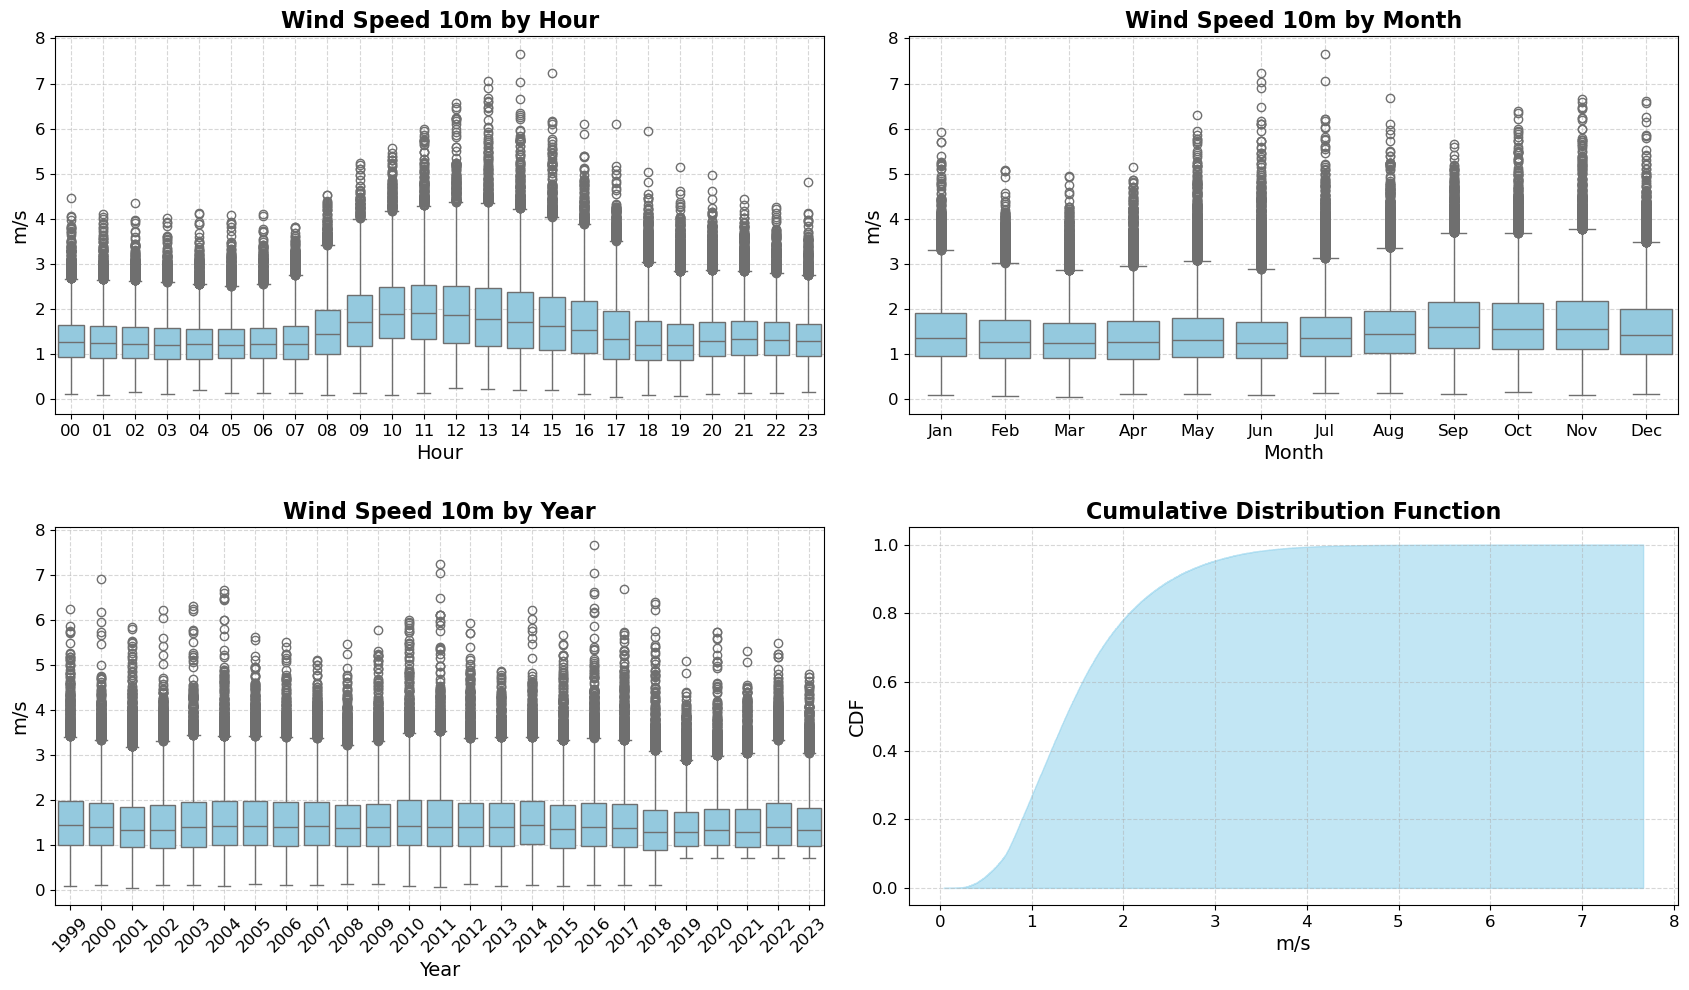 Wind Speed 10m by Hour
8
7
6
5
4
3
2
1
0
m/s
00 01 02 03 04 05 06 07 08 09 10 11 12 13 14 15 16 17 18 19 20 21 22 23
Hour
Wind Speed 10m by Month
8
7
6
5
4
3
2
1
0
m/s
Jan Feb Mar Apr May Jun Jul Aug Sep Oct Nov Dec
Month
Wind Speed 10m by Year
8
7
6
5
4
3
2
1
0
m/s
1999 2000 2001 2002 2003 2004 2005 2006 2007 2008 2009 2010 2011 2012 2013 2014 2015 2016 2017 2018 2019 2020 2021 2022 2023
Year
Cumulative Distribution Function
1.0
0.8
0.6
0.4
0.2
0.0
CDF
0 1 2 3 4 5 6 7 8
m/s